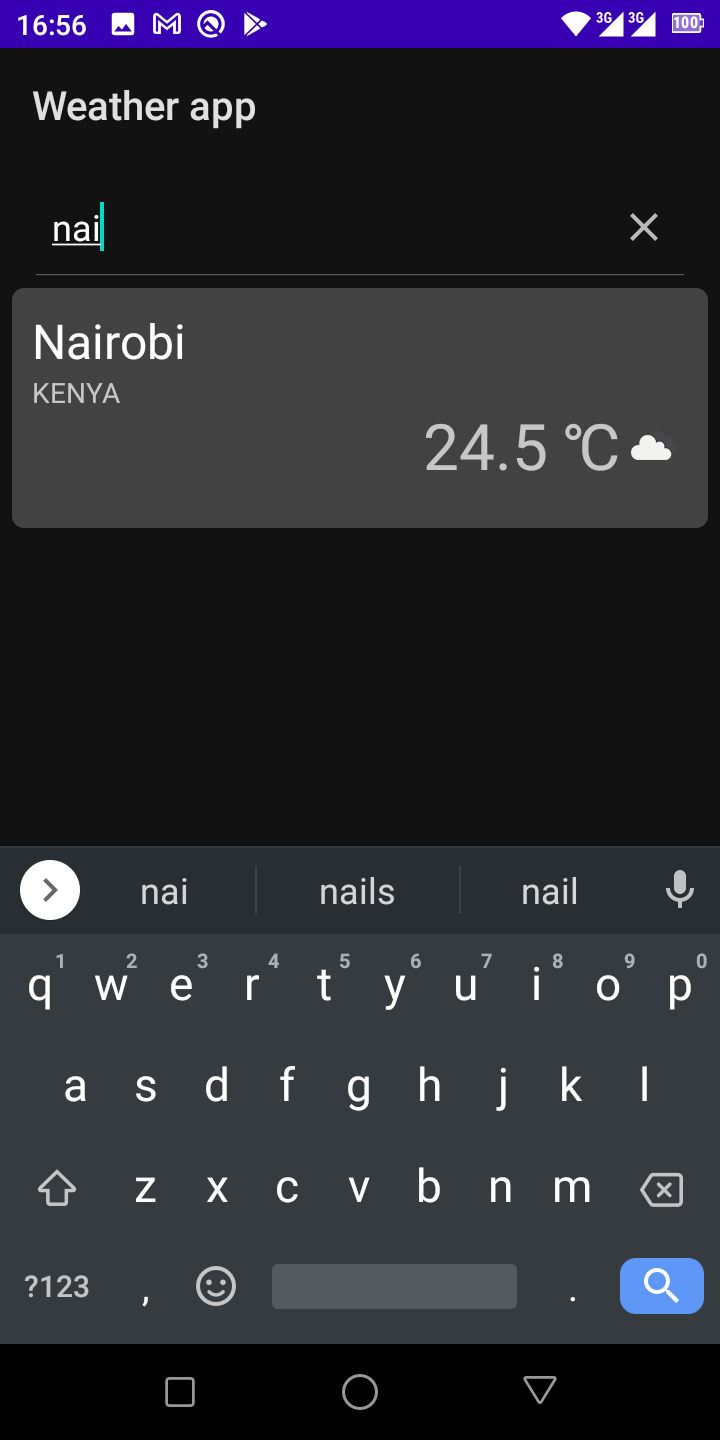 16:56 3G 3G 100
Weather app
nai
Nairobi
KENYA
24.5 °C
nai nails nail
1 2 3 4 5 6 7 8 9 0
q w e r t y u i o p
a s d f g h j k l
z x c v b n m
?123 , .